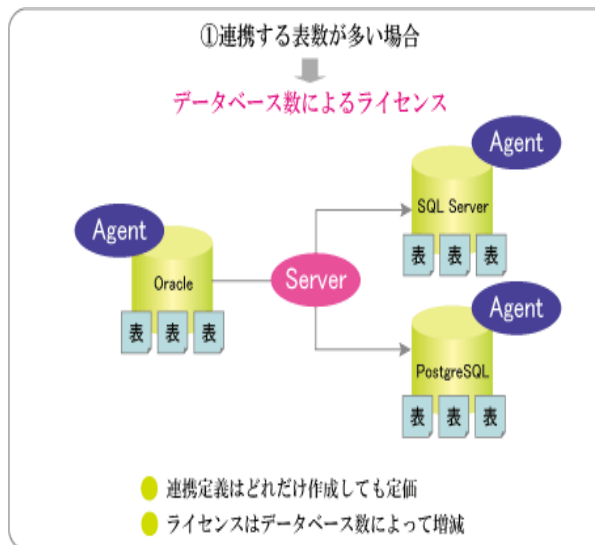 ①連携する表数が多い場合
データベース数によるライセンス
Agent
SQL Server
表 表 表
Agent
Oracle
表 表 表
Server
Agent
PostgreSQL
表 表 表
連携定義はどれだけ作成しても定価
ライセンスはデータベース数によって増減